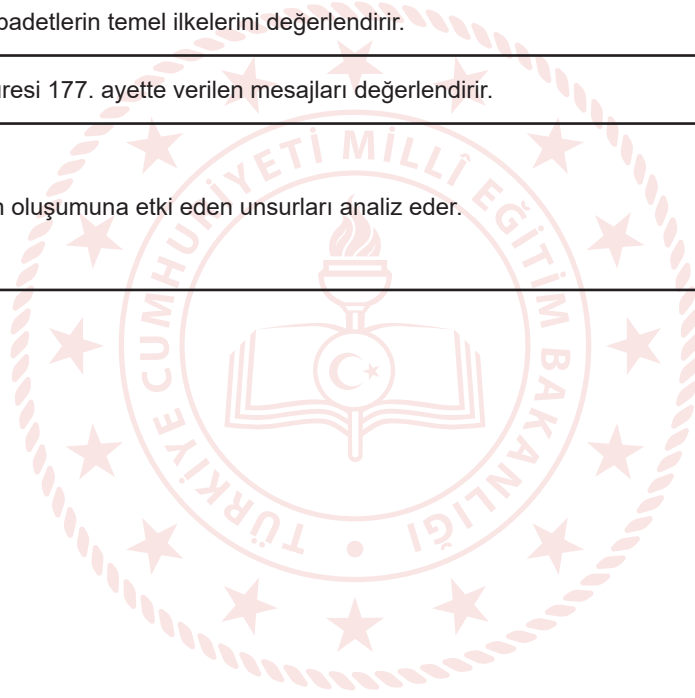 badetlerin temel ilkelerini değerlendirir.
resi 177. ayette verilen mesajları değerlendirir.
oluşumuna etki eden unsurları analiz eder.
TÜRKİYE CUMHURİYETİ MİLLÎ EĞİTİM BAKANLIĞI